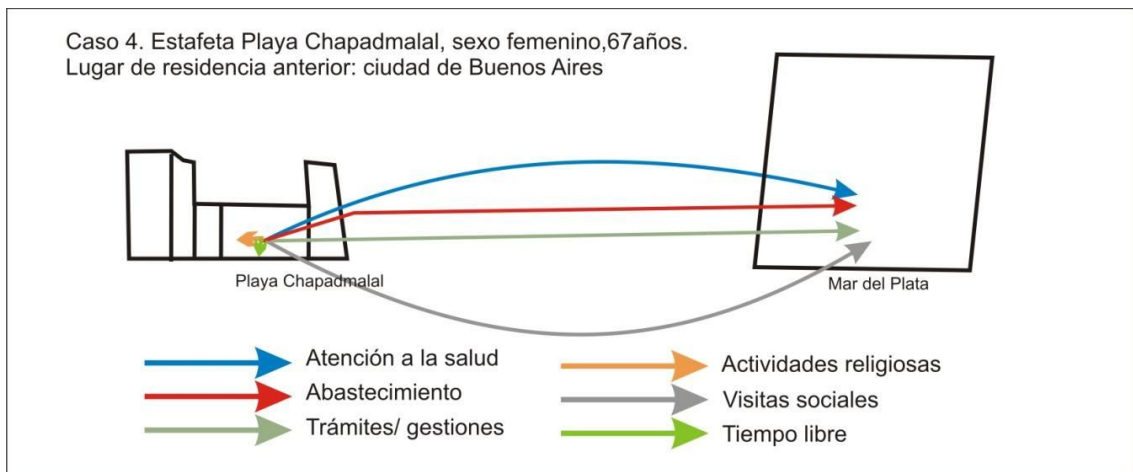 Caso 4. Estafeta Playa Chapadmalal, sexo femenino,67años.
Lugar de residencia anterior: ciudad de Buenos Aires
Playa Chapadmalal
Mar del Plata
Atención a la salud
Abastecimiento
Trámites/ gestiones
Actividades religiosas
Visitas sociales
Tiempo libre